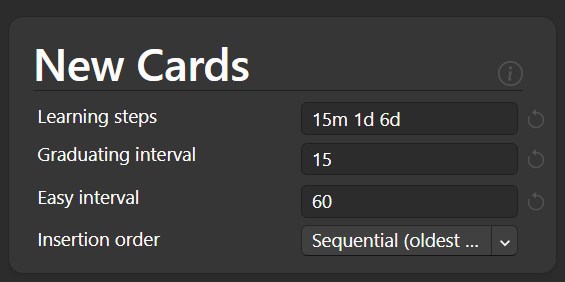 New Cards
Learning steps 15m 1d 6d
Graduating interval 15
Easy interval 60
Insertion order Sequential (oldest ...